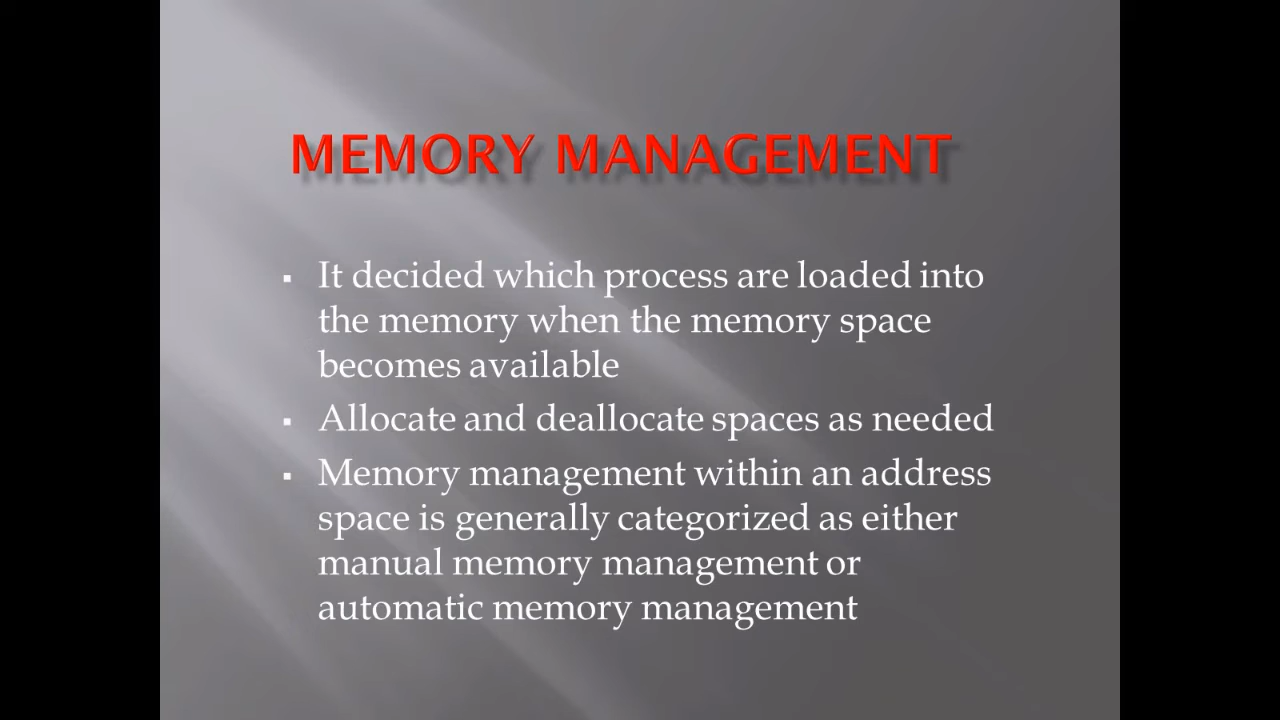 MEMORY MANAGEMENT
▪ It decided which process are loaded into
the memory when the memory space
becomes available
▪ Allocate and deallocate spaces as needed
▪ Memory management within an address
space is generally categorized as either
manual memory management or
automatic memory management